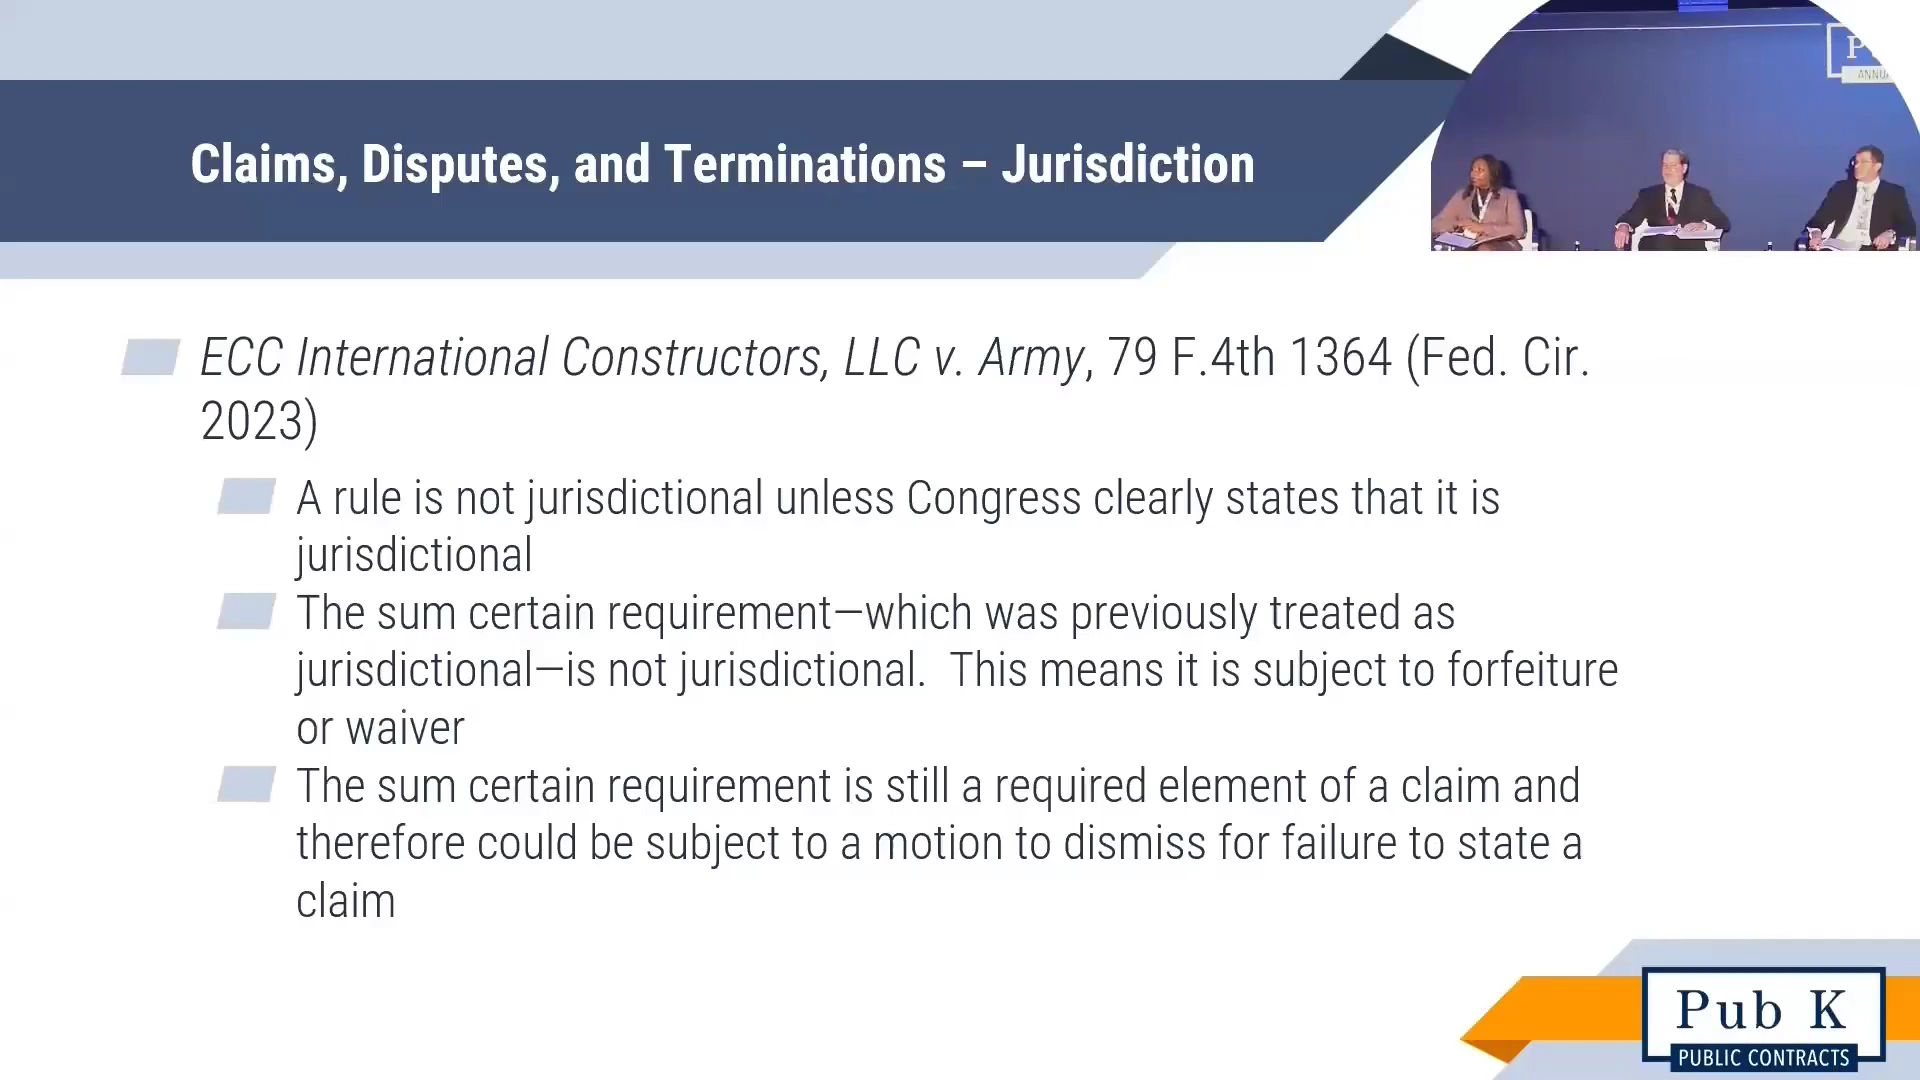 Claims, Disputes, and Terminations – Jurisdiction
ANNUA
ECC International Constructors, LLC v. Army, 79 F.4th 1364 (Fed. Cir.
2023)
A rule is not jurisdictional unless Congress clearly states that it is
jurisdictional
The sum certain requirement—which was previously treated as
jurisdictional—is not jurisdictional.  This means it is subject to forfeiture
or waiver
The sum certain requirement is still a required element of a claim and
therefore could be subject to a motion to dismiss for failure to state a
claim
Pub K
PUBLIC CONTRACTS